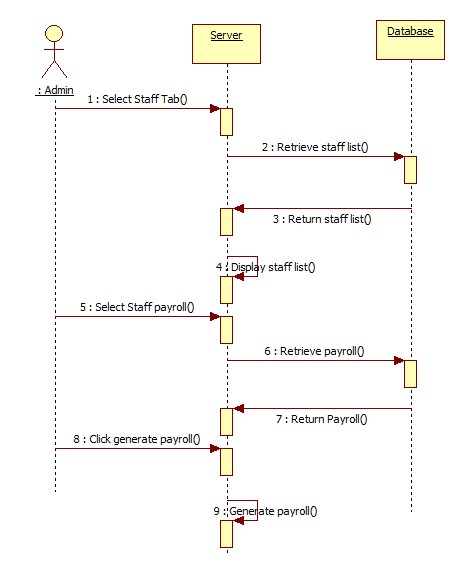 Server
Database
: Admin
1 : Select Staff Tab()
2 : Retrieve staff list()
3 : Return staff list()
4 : Display staff list()
5 : Select Staff payroll()
6 : Retrieve payroll()
7 : Return Payroll()
8 : Click generate payroll()
9 : Generate payroll()